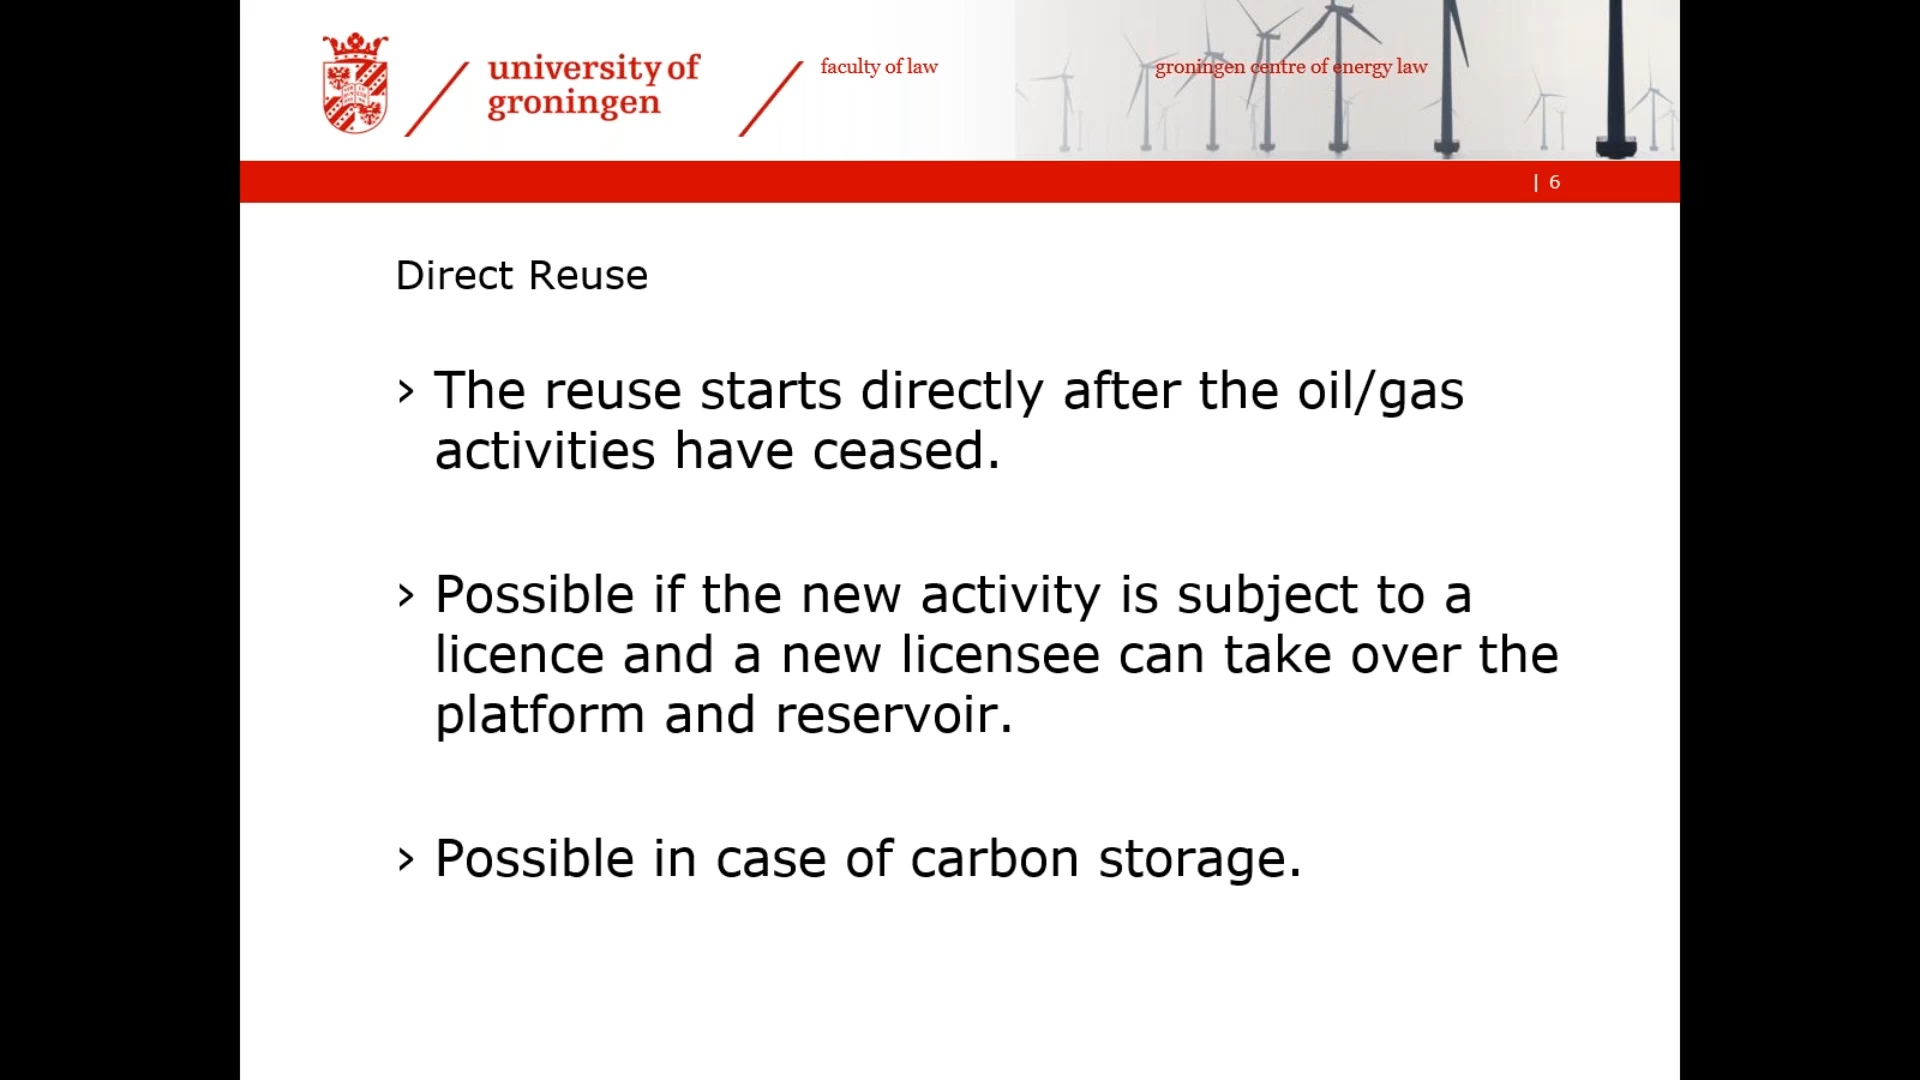 university of
groningen
faculty of law
groningen centre of energy law
| 6
Direct Reuse
› The reuse starts directly after the oil/gas
activities have ceased.
› Possible if the new activity is subject to a
licence and a new licensee can take over the
platform and reservoir.
› Possible in case of carbon storage.